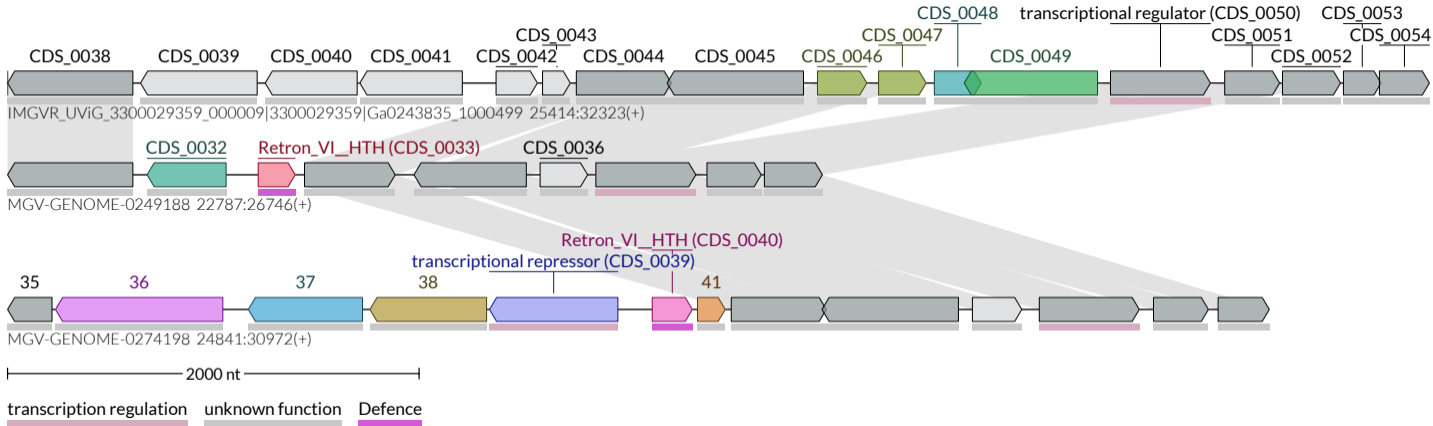 CDS_0048 transcriptional regulator (CDS_0050) CDS_0053
CDS_0043 CDS_0047 CDS_0051 CDS_0054
CDS_0038 CDS_0039 CDS_0040 CDS_0041 CDS_0042 CDS_0044 CDS_0045 CDS_0046 CDS_0049 CDS_0052
IMGVR_UViG_3300029359_000009|3300029359|Ga0243835_1000499 25414:32323(+)
CDS_0032 Retron_VI__HTH (CDS_0033) CDS_0036
MGV-GENOME-0249188 22787:26746(+)
Retron_VI__HTH (CDS_0040)
transcriptional repressor (CDS_0039)
35 36 37 38 41
MGV-GENOME-0274198 24841:30972(+)
2000 nt
transcription regulation unknown function Defence